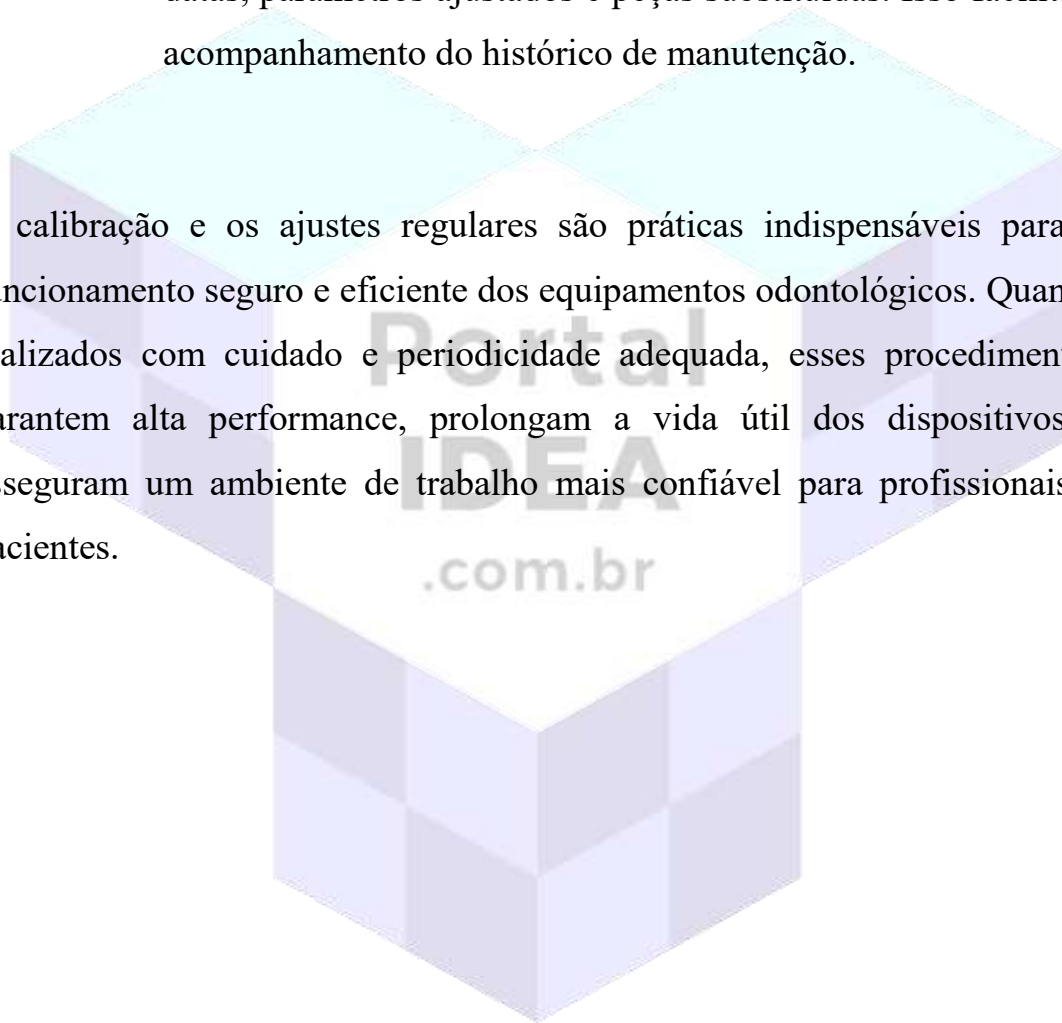 acompanhamento do histórico de manutenção.
calibração e os ajustes regulares são práticas indispensáveis para
uncionamento seguro e eficiente dos equipamentos odontológicos. Quan
alizados com cuidado e periodicidade adequada, esses procediment
arantem alta performance, prolongam a vida útil dos dispositivos
sseguram um ambiente de trabalho mais confiável para profissionais
acientes.
Portal
IDEA
.com.br